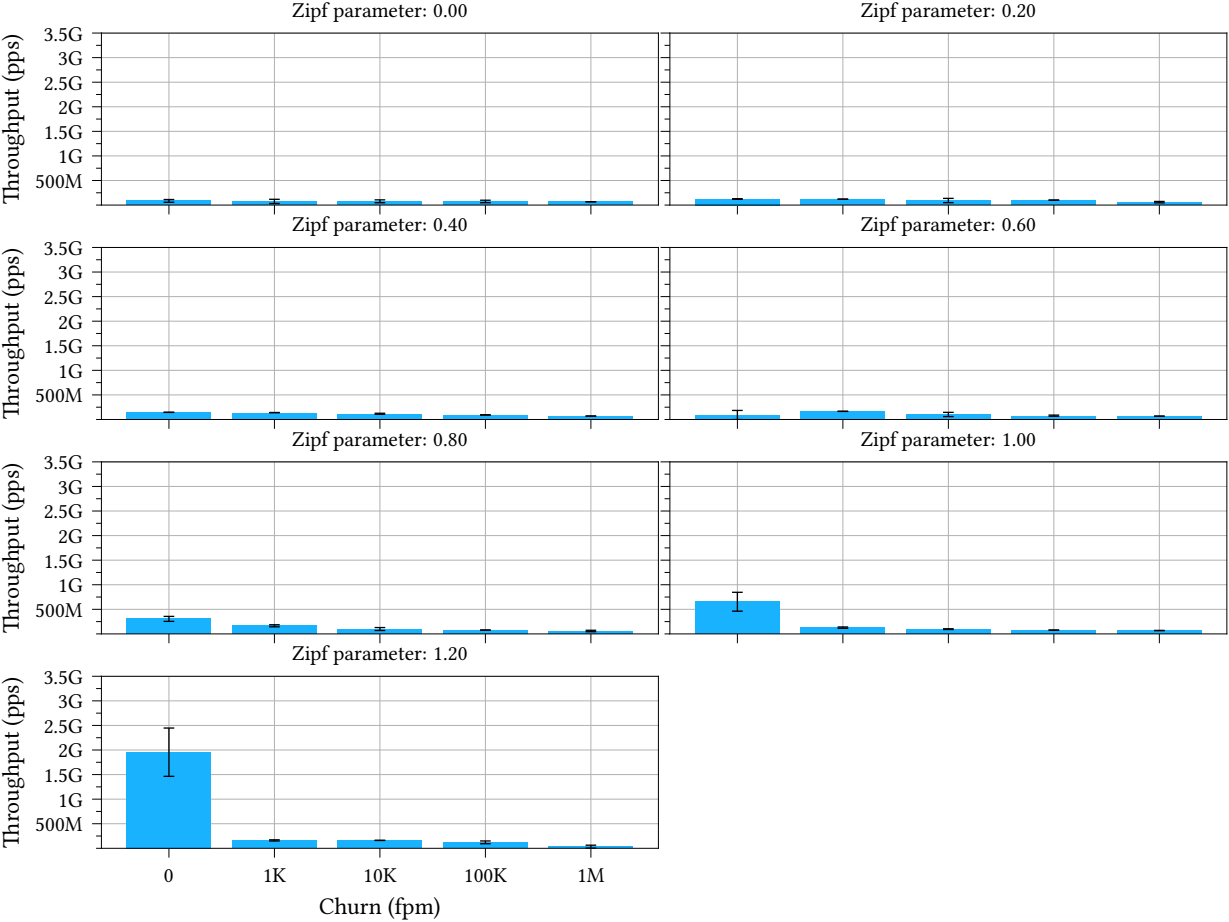 Zipf parameter: 0.00
Zipf parameter: 0.20
Throughput (pps)
3.5G
3G
2.5G
2G
1.5G
1G
500M
Zipf parameter: 0.40
Zipf parameter: 0.60
Throughput (pps)
3.5G
3G
2.5G
2G
1.5G
1G
500M
Zipf parameter: 0.80
Zipf parameter: 1.00
Throughput (pps)
3.5G
3G
2.5G
2G
1.5G
1G
500M
Zipf parameter: 1.20
Throughput (pps)
3.5G
3G
2.5G
2G
1.5G
1G
500M
0 1K 10K 100K 1M
Churn (fpm)